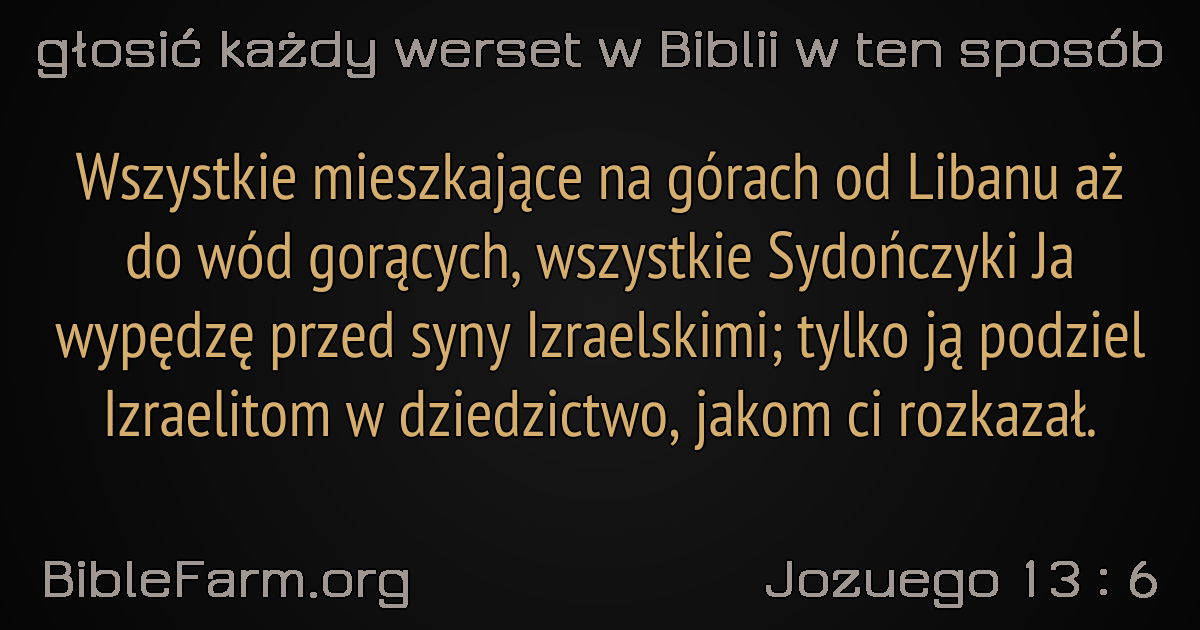 głosić każdy werset w Biblii w ten sposób
Wszystkie mieszkające na górach od Libanu aż
do wód gorących, wszystkie Sydończyki Ja
wypędzę przed syny Izraelskimi; tylko ją podziel
Izraelitom w dziedzictwo, jakom ci rozkazał.
BibleFarm.org
Jozuego 13 : 6